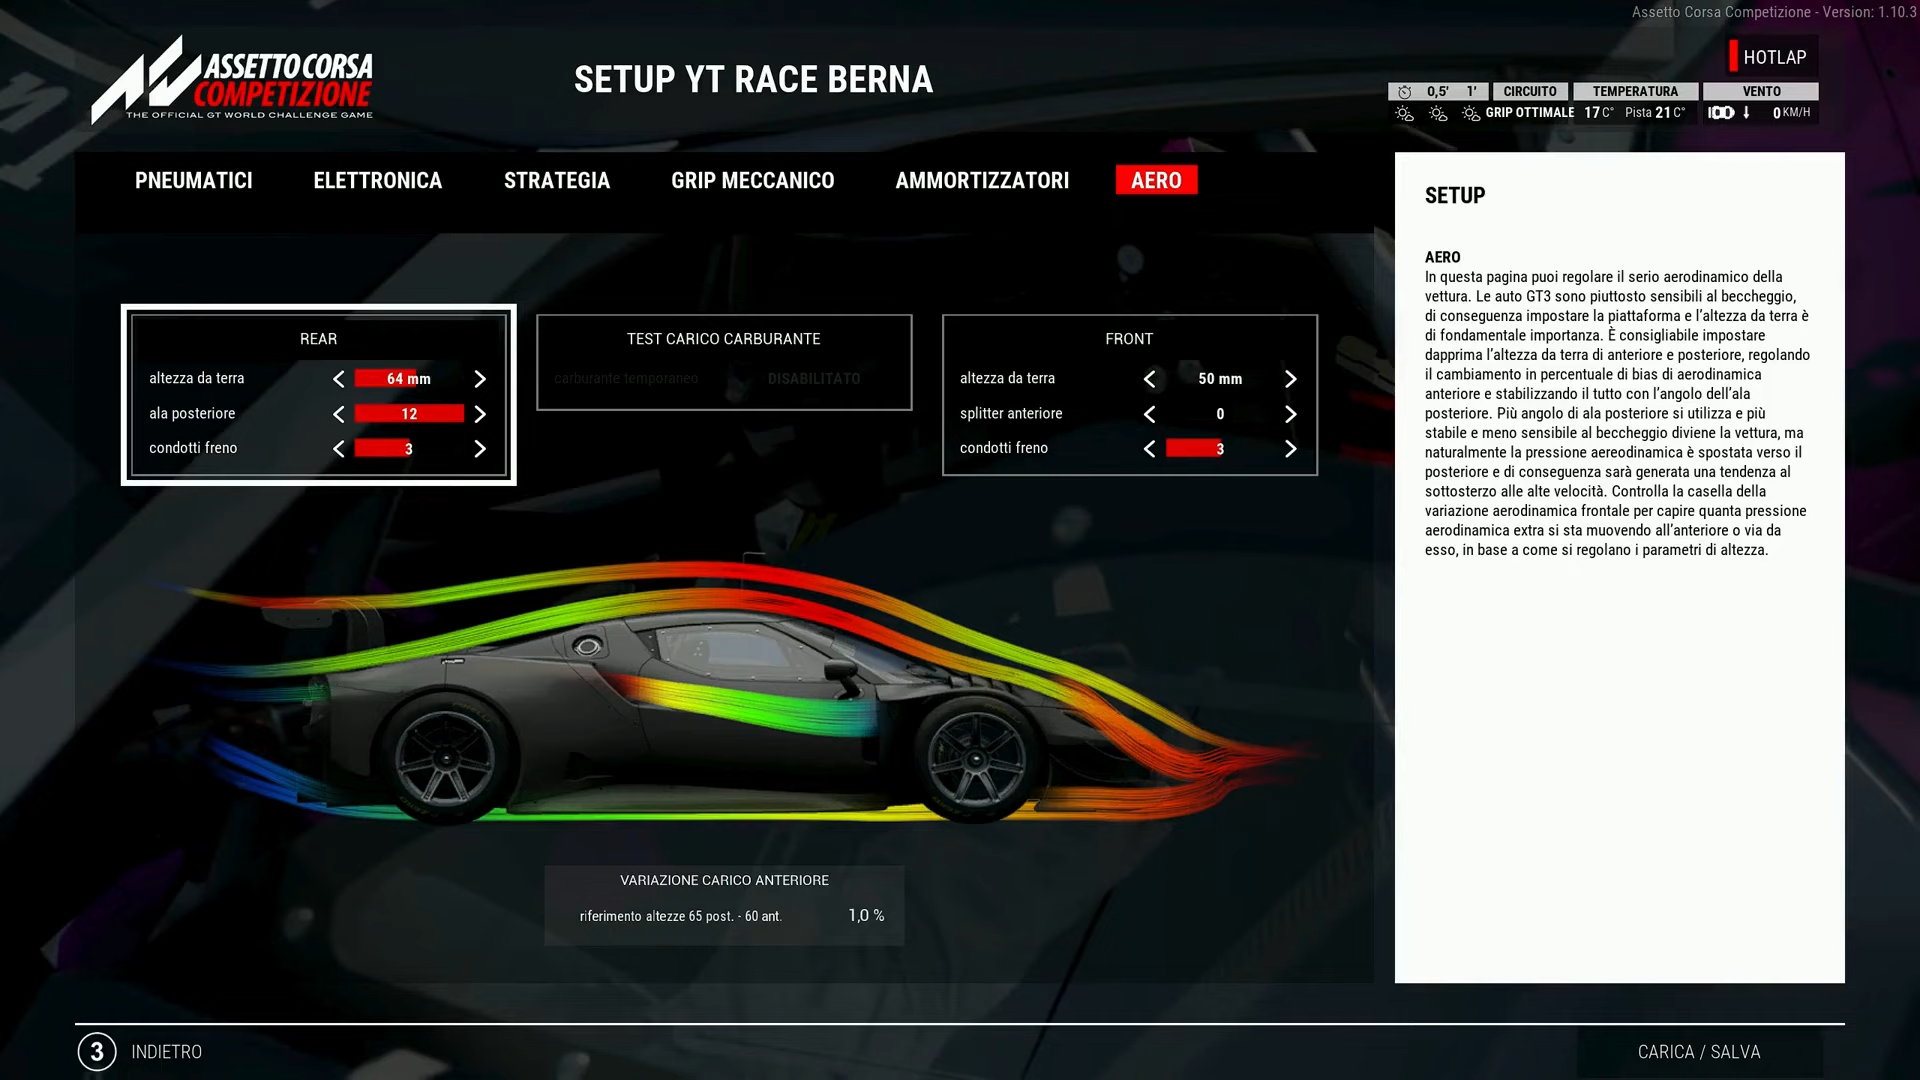 Assetto Corsa Competizione - Version: 1.10.3
ASSETTO CORSA
COMPETIZIONE
THE OFFICIAL GT WORLD CHALLENGE GAME
SETUP YT RACE BERNA
HOTLAP
0,5' 1' CIRCUITO TEMPERATURA VENTO
GRIP OTTIMALE 17 C° Pista 21 C° 0 KM/H
PNEUMATICI ELETTRONICA STRATEGIA GRIP MECCANICO AMMORTIZZATORI AERO
REAR
altezza da terra 64 mm
ala posteriore 12
condotti freno 3
TEST CARICO CARBURANTE
carburante temporaneo DISABILITATO
FRONT
altezza da terra 50 mm
splitter anteriore 0
condotti freno 3
VARIAZIONE CARICO ANTERIORE
riferimento altezze 65 post. - 60 ant. 1,0 %
SETUP
AERO
In questa pagina puoi regolare il serio aerodinamico della
vettura. Le auto GT3 sono piuttosto sensibili al beccheggio,
di conseguenza impostare la piattaforma e l'altezza da terra è
di fondamentale importanza. È consigliabile impostare
dapprima l'altezza da terra di anteriore e posteriore, regolando
il cambiamento in percentuale di bias di aerodinamica
anteriore e stabilizzando il tutto con l'angolo dell'ala
posteriore. Più angolo di ala posteriore si utilizza e più
stabile e meno sensibile al beccheggio diviene la vettura, ma
naturalmente la pressione aereodinamica è spostata verso il
posteriore e di conseguenza sarà generata una tendenza al
sottosterzo alle alte velocità. Controlla la casella della
variazione aerodinamica frontale per capire quanta pressione
aerodinamica extra si sta muovendo all'anteriore o via da
esso, in base a come si regolano i parametri di altezza.
3 INDIETRO
CARICA / SALVA